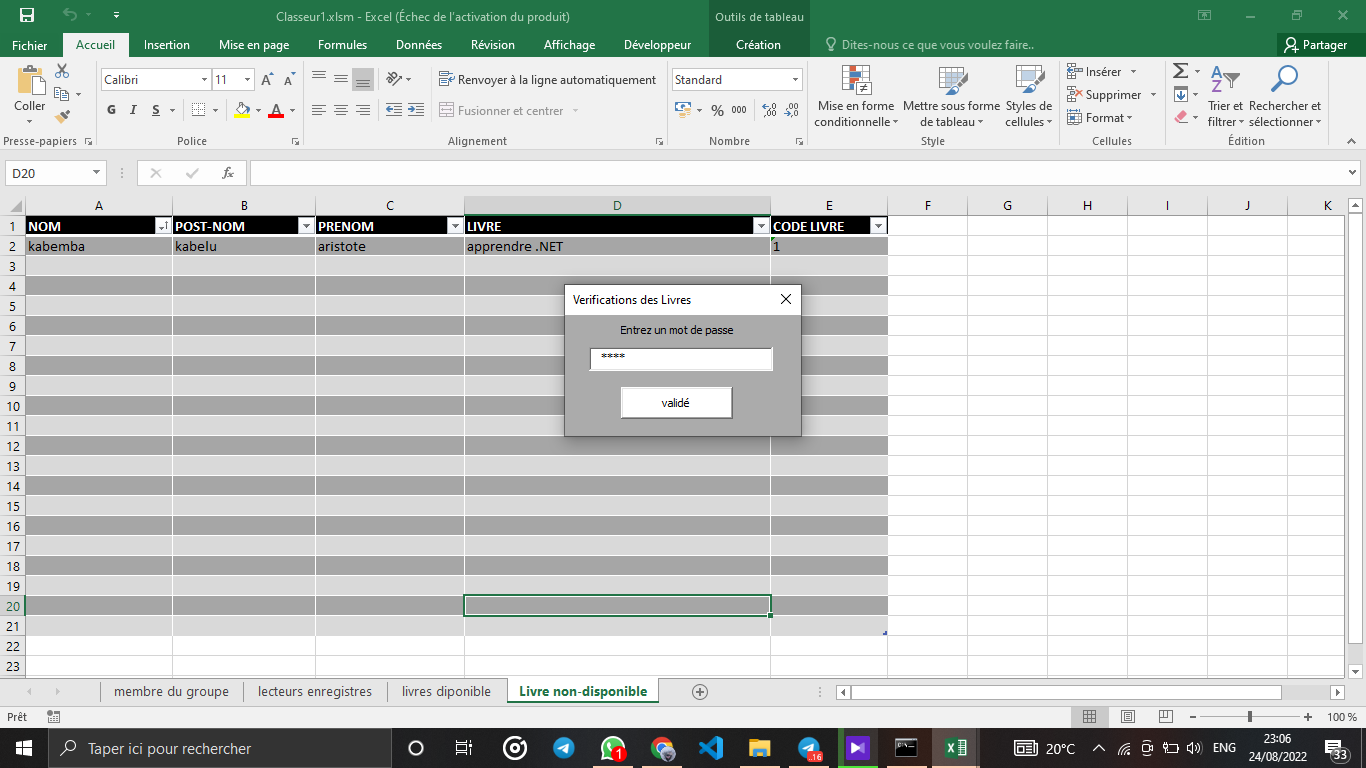 Classeur1.xlsm - Excel (Échec de l'activation du produit)
Outils de tableau
Fichier Accueil Insertion Mise en page Formules Données Révision Affichage Développeur Création Dites-nous ce que vous voulez faire.. Partager
Coller
Presse-papiers
Calibri 11
G I S
Police
Renvoyer à la ligne automatiquement
Fusionner et centrer
Alignement
Standard
% 000
Nombre
Mise en forme conditionnelle
Mettre sous forme de tableau
Styles de cellules
Style
Insérer
Supprimer
Format
Cellules
Trier et filtrer
Rechercher et sélectionner
Édition
D20 fx
A B C D E F G H I J K
1 NOM POST-NOM PRENOM LIVRE CODE LIVRE
2 kabemba kabelu aristote apprendre .NET 1
3
4
5
6
7
8
9
10
11
12
13
14
15
16
17
18
19
20
21
22
23
Verifications des Livres
Entrez un mot de passe
****
validé
membre du groupe lecteurs enregistres livres diponible Livre non-disponible
Prêt 100 %
Taper ici pour rechercher 1 ..16 20°C ENG 23:06
24/08/2022 33